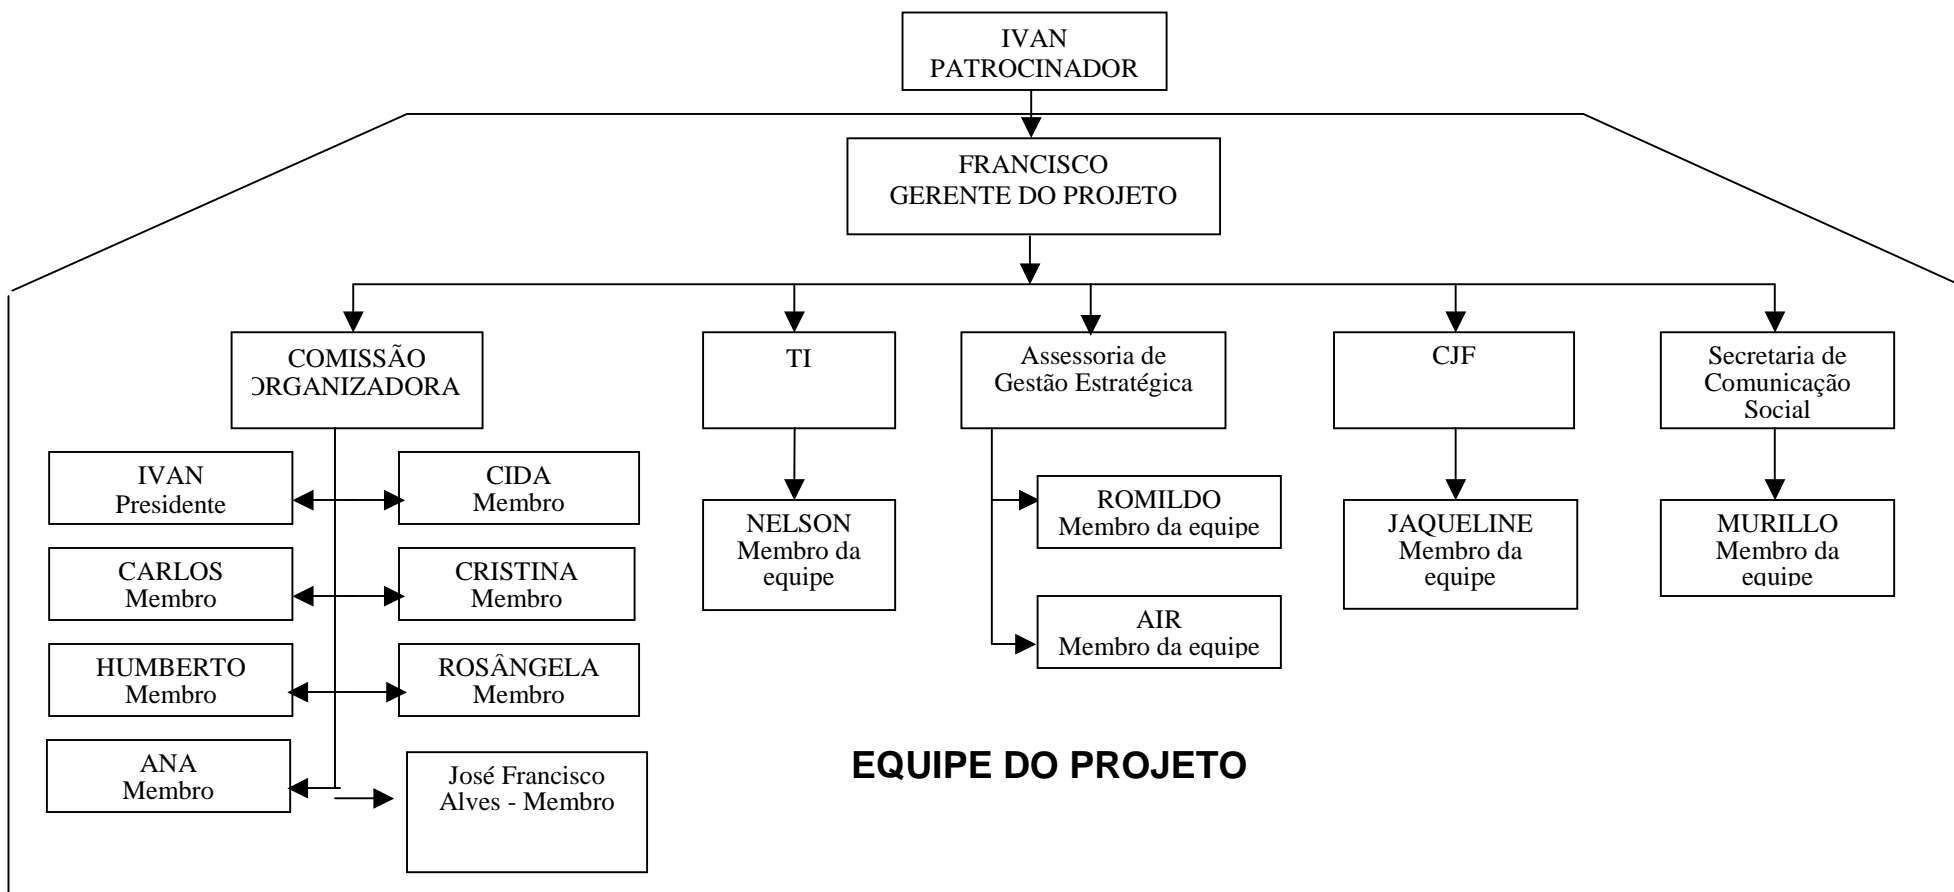 IVAN
PATROCINADOR
FRANCISCO
GERENTE DO PROJETO
COMISSÃO
ORGANIZADORA
TI
Assessoria de
Gestão Estratégica
CJF
Secretaria de
Comunicação
Social
IVAN
Presidente
CIDA
Membro
CARLOS
Membro
CRISTINA
Membro
HUMBERTO
Membro
ROSÂNGELA
Membro
ANA
Membro
José Francisco
Alves - Membro
NELSON
Membro da
equipe
ROMILDO
Membro da equipe
AIR
Membro da equipe
JAQUELINE
Membro da
equipe
MURILLO
Membro da
equipe
EQUIPE DO PROJETO